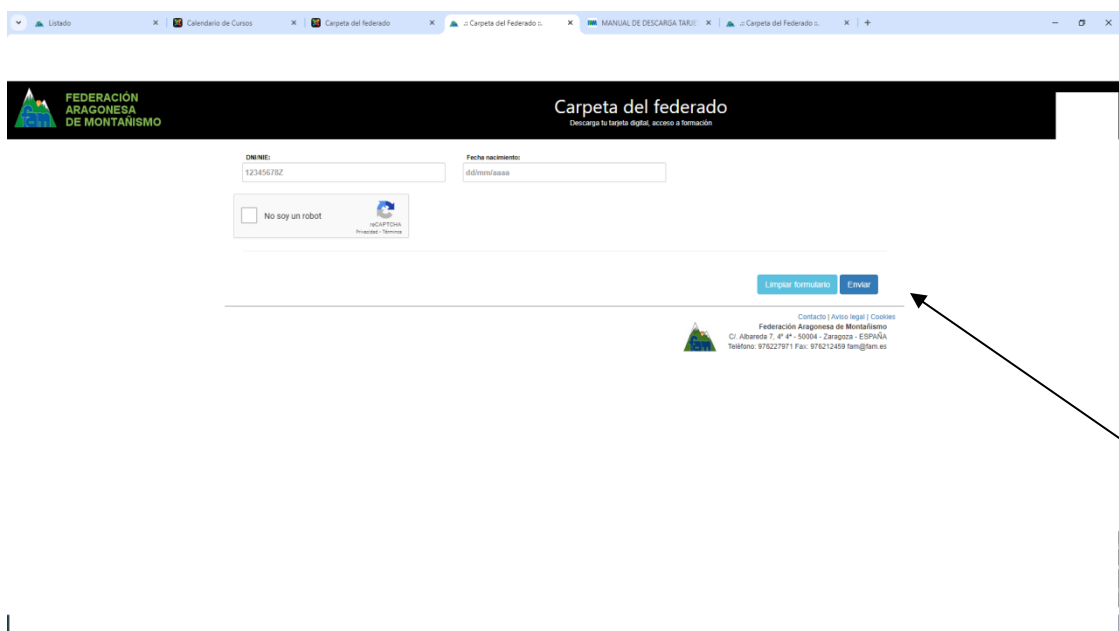 Listado
Calendario de Cursos
Carpeta del federado
.:: Carpeta del Federado ::.
MANUAL DE DESCARGA TARJE
.:: Carpeta del Federado ::.
FEDERACIÓN
ARAGONESA
DE MONTAÑISMO
fam
Carpeta del federado
Descarga tu tarjeta digital, acceso a formación
DNI/NIE:
Fecha nacimiento:
12345678Z
dd/mm/aaaa
No soy un robot
reCAPTCHA
Privacidad - Términos
Limpiar formulario
Enviar
Contacto | Aviso legal | Cookies
fam
Federación Aragonesa de Montañismo
C/. Albareda 7, 4º 4ª - 50004 - Zaragoza - ESPAÑA
Teléfono: 976227971 Fax: 976212459 fam@fam.es